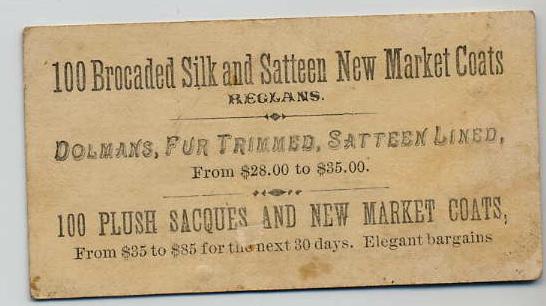 100 Brocaded Silk and Satteen New Market Coats
REGLANS.
DOLMANS, FUR TRIMMED, SATTEEN LINED,
From $28.00 to $35.00.
100 PLUSH SACQUES AND NEW MARKET COATS,
From $35 to $85 for the next 30 days. Elegant bargains